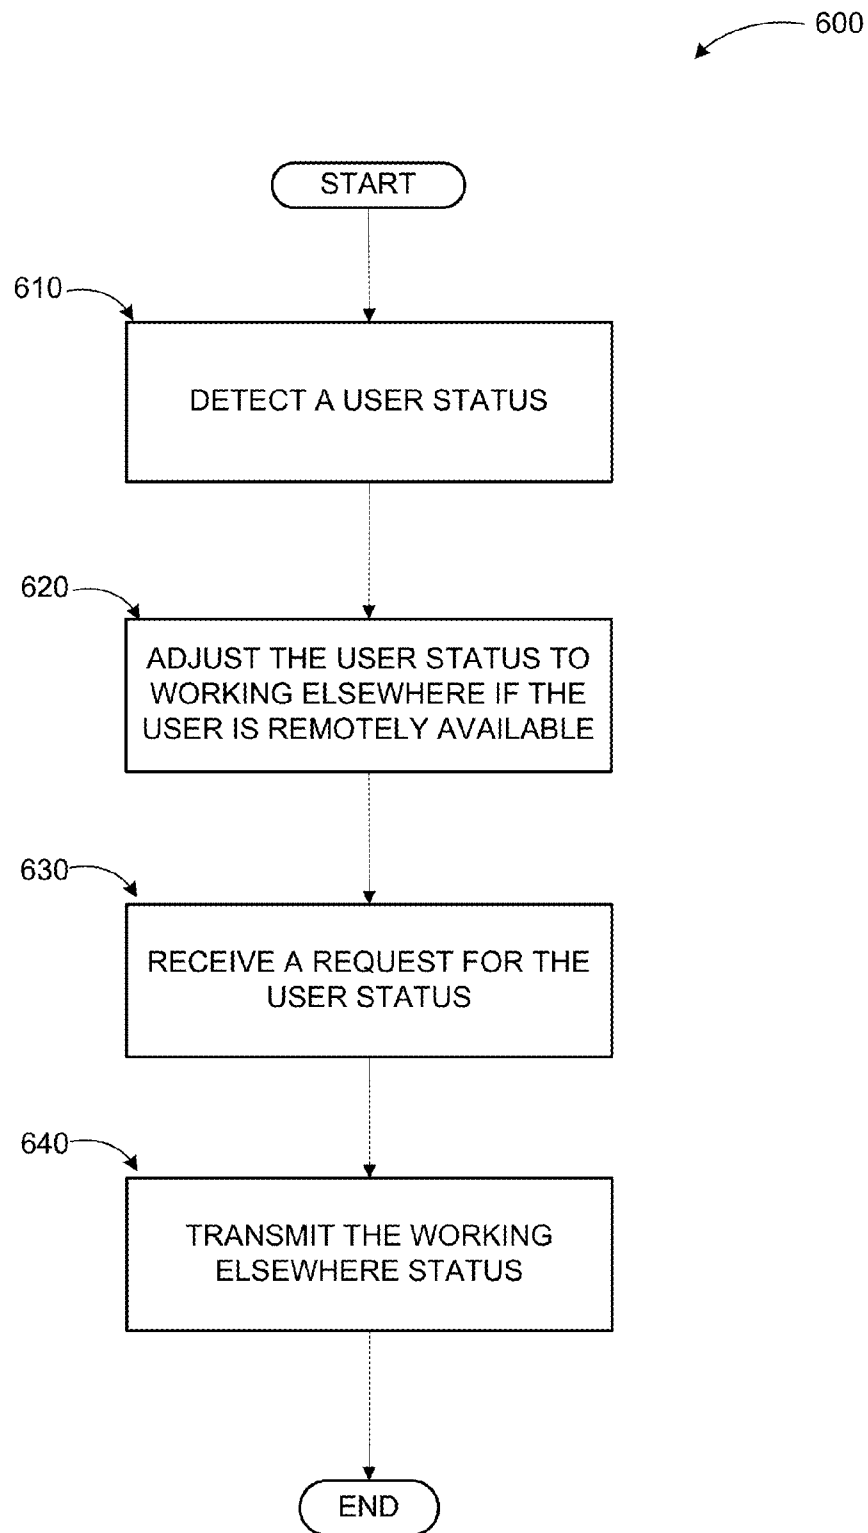 600
START
610
DETECT A USER STATUS
620
ADJUST THE USER STATUS TO
WORKING ELSEWHERE IF THE
USER IS REMOTELY AVAILABLE
630
RECEIVE A REQUEST FOR THE
USER STATUS
640
TRANSMIT THE WORKING
ELSEWHERE STATUS
END